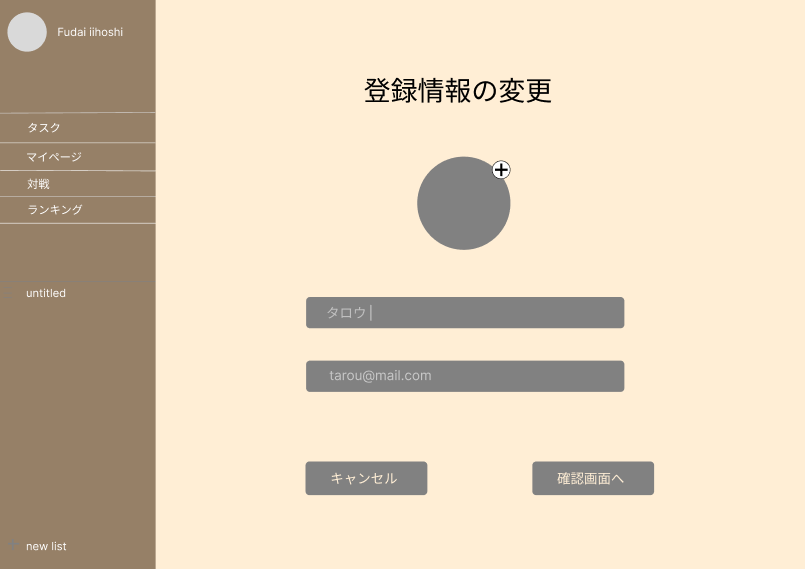 Fudai iihoshi
タスク
マイページ
対戦
ランキング
untitled
new list
登録情報の変更
タロウ
tarou@mail.com
キャンセル
確認画面へ